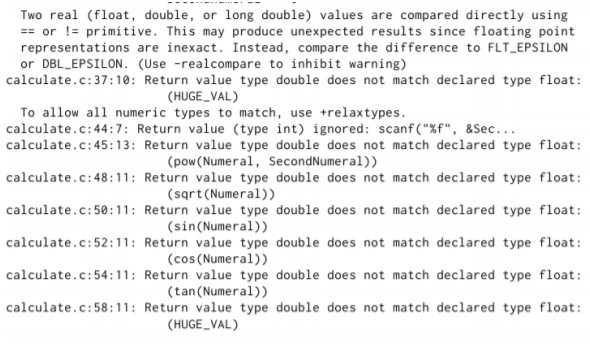 Two real (float, double, or long double) values are compared directly using
== or != primitive. This may produce unexpected results since floating point
representations are inexact. Instead, compare the difference to FLT_EPSILON
or DBL_EPSILON. (Use -realcompare to inhibit warning)
calculate.c:37:10: Return value type double does not match declared type float:
(HUGE_VAL)
To allow all numeric types to match, use +relaxtypes.
calculate.c:44:7: Return value (type int) ignored: scanf("%f", &Sec...
calculate.c:45:13: Return value type double does not match declared type float:
(pow(Numeral, SecondNumeral))
calculate.c:48:11: Return value type double does not match declared type float:
(sqrt(Numeral))
calculate.c:50:11: Return value type double does not match declared type float:
(sin(Numeral))
calculate.c:52:11: Return value type double does not match declared type float:
(cos(Numeral))
calculate.c:54:11: Return value type double does not match declared type float:
(tan(Numeral))
calculate.c:58:11: Return value type double does not match declared type float:
(HUGE_VAL)